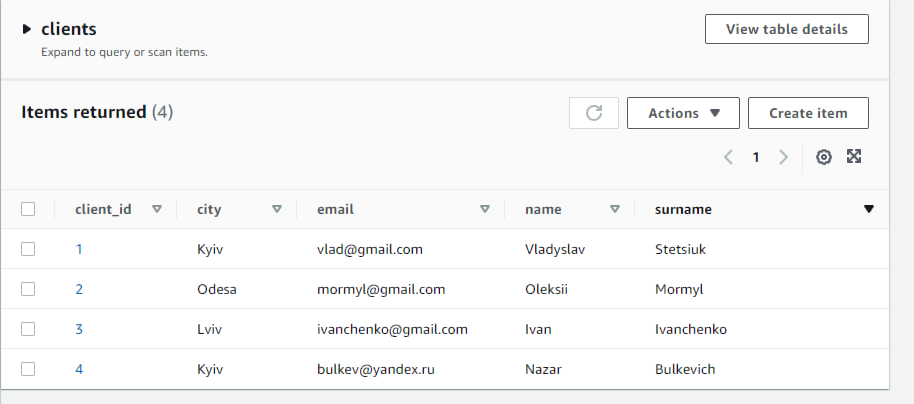 clients
View table details
Expand to query or scan items.
Items returned (4)
Actions
Create item
1
client_id city email name surname
1 Kyiv vlad@gmail.com Vladyslav Stetsiuk
2 Odesa mormyl@gmail.com Oleksii Mormyl
3 Lviv ivanchenko@gmail.com Ivan Ivanchenko
4 Kyiv bulkev@yandex.ru Nazar Bulkevich